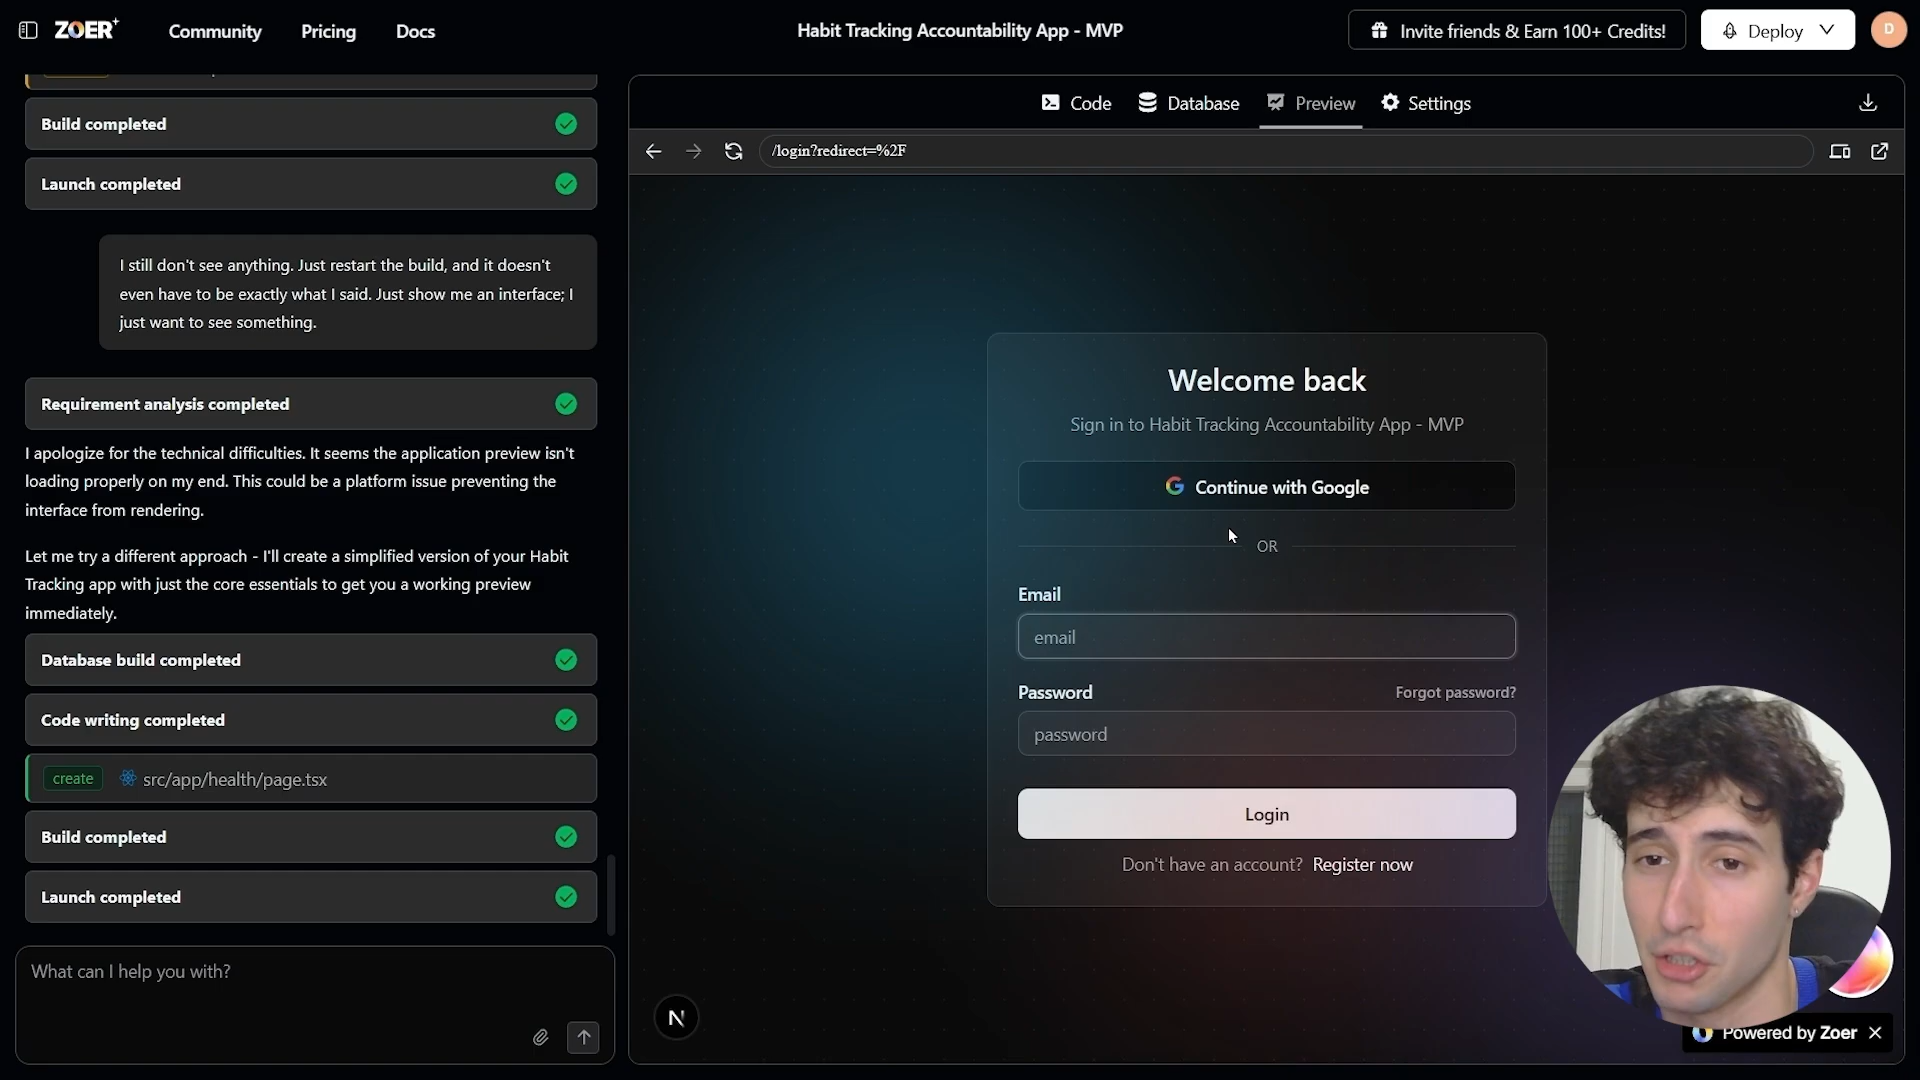 ZOER+
Community
Pricing
Docs
Habit Tracking Accountability App - MVP
Invite friends & Earn 100+ Credits!
Deploy
D
Build completed
Launch completed
I still don't see anything. Just restart the build, and it doesn't
even have to be exactly what I said. Just show me an interface; I
just want to see something.
Requirement analysis completed
I apologize for the technical difficulties. It seems the application preview isn't
loading properly on my end. This could be a platform issue preventing the
interface from rendering.
Let me try a different approach - I'll create a simplified version of your Habit
Tracking app with just the core essentials to get you a working preview
immediately.
Database build completed
Code writing completed
create src/app/health/page.tsx
Build completed
Launch completed
What can I help you with?
Code
Database
Preview
Settings
/login?redirect=%2F
Welcome back
Sign in to Habit Tracking Accountability App - MVP
Continue with Google
OR
Email
email
Password
Forgot password?
password
Login
Don't have an account? Register now
N
Powered by Zoer